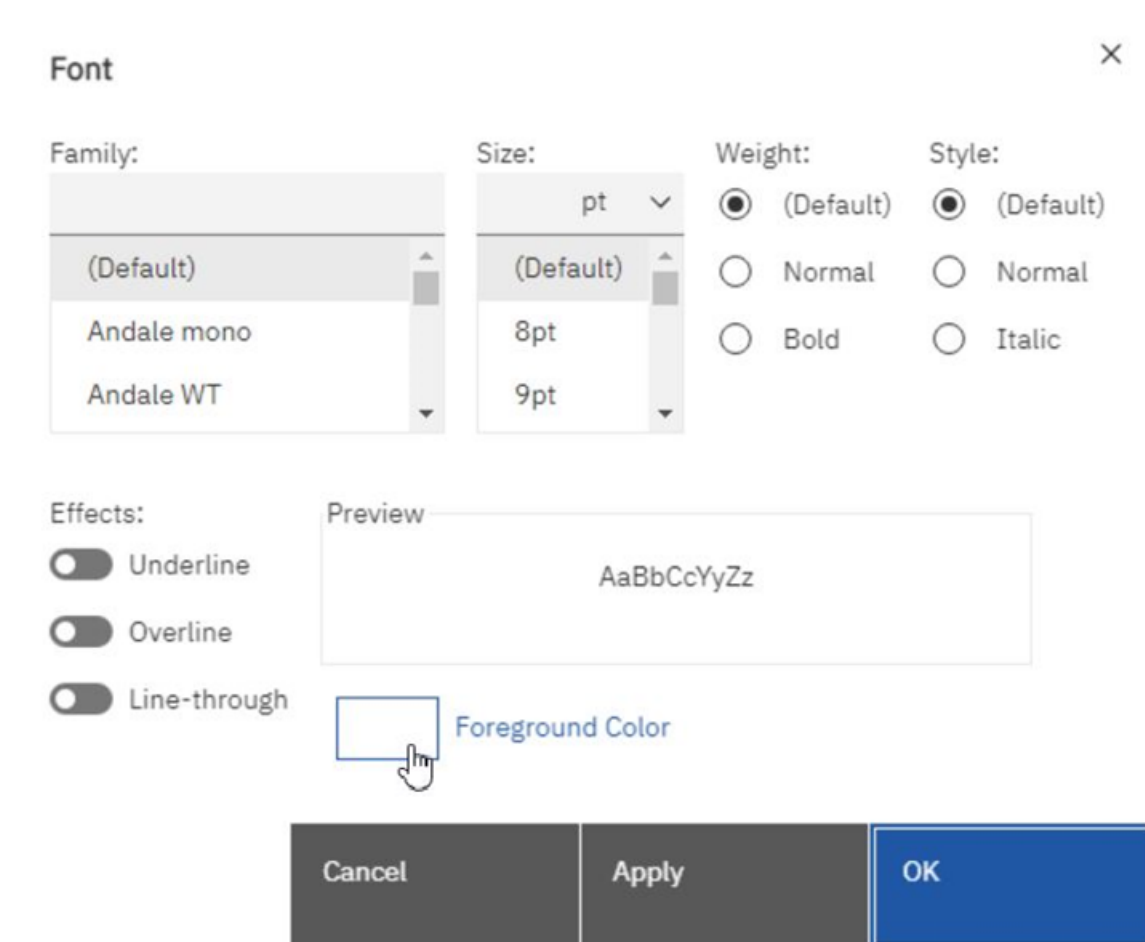 Font
Family:
Size:
Weight:
Style:
pt
(Default)
(Default)
(Default)
(Default)
Andale mono
8pt
Normal
Normal
Andale WT
9pt
Bold
Italic
Effects:
Preview
Underline
AaBbCcYyZz
Overline
Line-through
Foreground Color
Cancel
Apply
OK